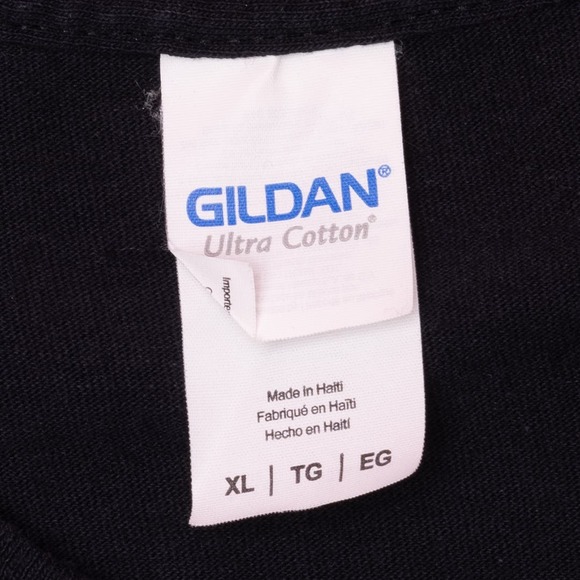 GILDAN®
Ultra Cotton®
Made in Haiti
Fabriqué en Haïti
Hecho en Haití
XL | TG | EG